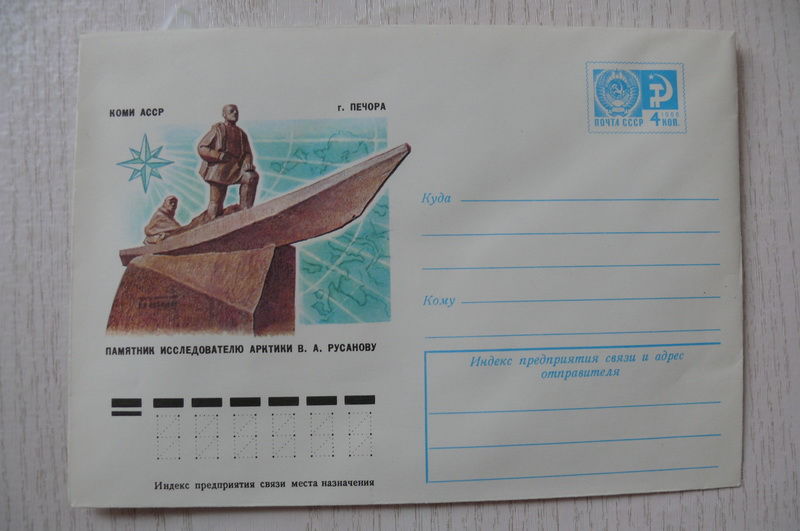 КОМИ АССР
г. ПЕЧОРА
ПОЧТА СССР
1966
4 КОП.
Куда
Кому
ПАМЯТНИК ИССЛЕДОВАТЕЛЮ АРКТИКИ В. А. РУСАНОВУ
Индекс предприятия связи и адрес
отправителя
Индекс предприятия связи места назначения